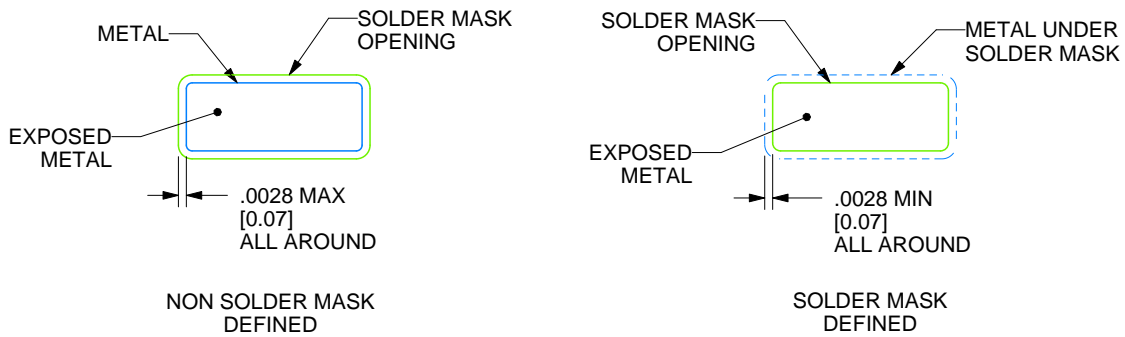 METAL
SOLDER MASK
OPENING
EXPOSED
METAL
.0028 MAX
[0.07]
ALL AROUND
NON SOLDER MASK
DEFINED
SOLDER MASK
OPENING
METAL UNDER
SOLDER MASK
EXPOSED
METAL
.0028 MIN
[0.07]
ALL AROUND
SOLDER MASK
DEFINED